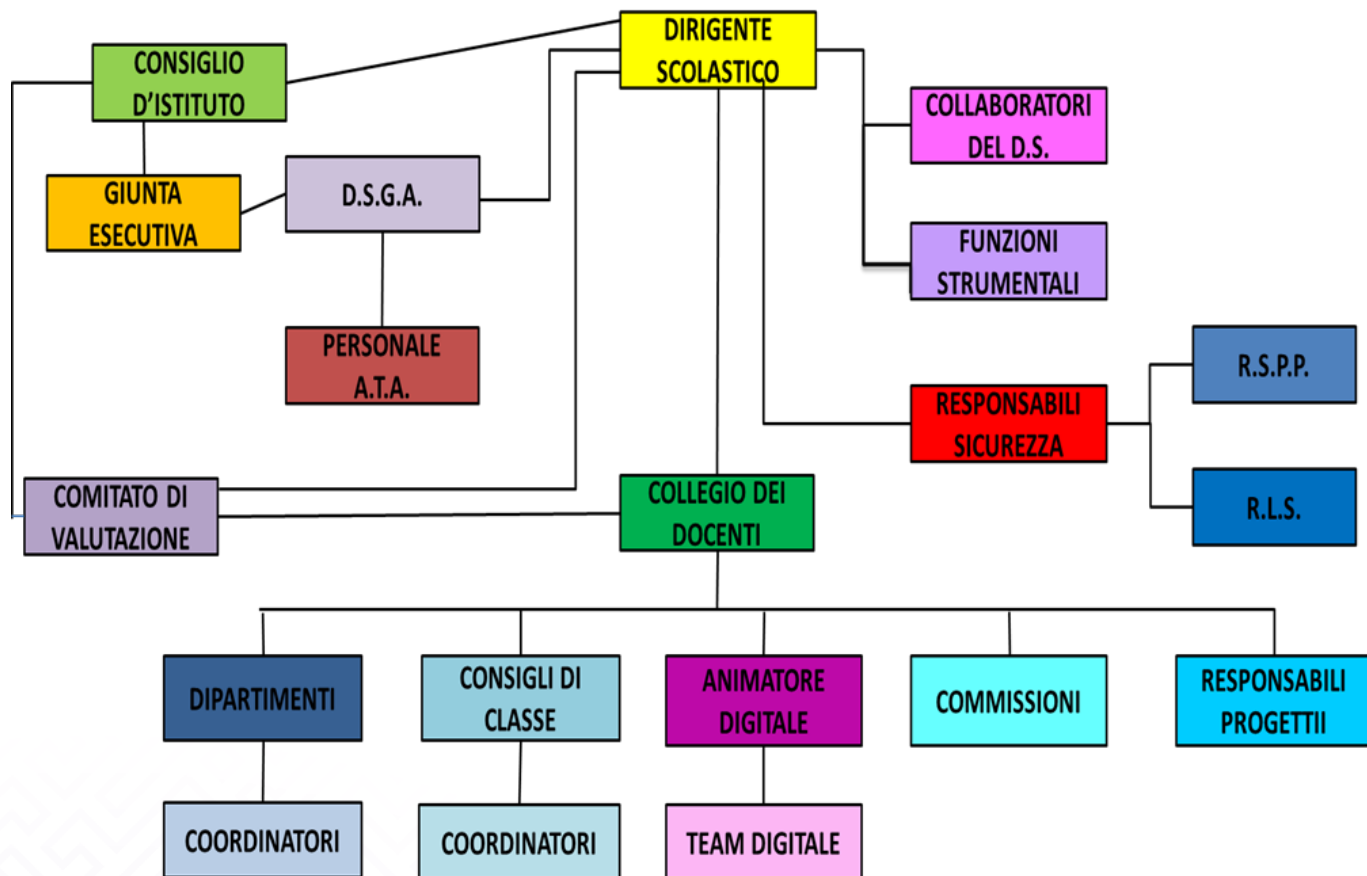 DIRIGENTE
SCOLASTICO
CONSIGLIO
D'ISTITUTO
COLLABORATORI
DEL D.S.
GIUNTA
ESECUTIVA
D.S.G.A.
FUNZIONI
STRUMENTALI
PERSONALE
A.T.A.
R.S.P.P.
RESPONSABILI
SICUREZZA
COMITATO DI
VALUTAZIONE
COLLEGIO DEI
DOCENTI
R.L.S.
DIPARTIMENTI
CONSIGLI DI
CLASSE
ANIMATORE
DIGITALE
COMMISSIONI
RESPONSABILI
PROGETTII
COORDINATORI
COORDINATORI
TEAM DIGITALE